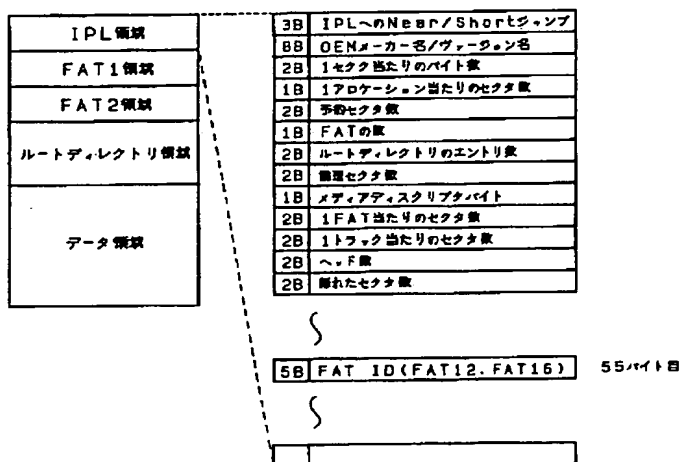 IPL領域
FAT1領域
FAT2領域
ルートディレクトリ領域
データ領域
3B IPLへのNear/Shortジャンプ
8B OEMメーカー名/ヴァージョン名
2B 1セクタ当たりのバイト数
1B 1アロケーション当たりのセクタ数
2B 予約セクタ数
1B FATの数
2B ルートディレクトリのエントリ数
2B 論理セクタ数
1B メディアディスクリプタバイト
2B 1FAT当たりのセクタ数
2B 1トラック当たりのセクタ数
2B ヘッド数
2B 隠れたセクタ数
5B FAT ID(FAT12.FAT16) 55バイト目